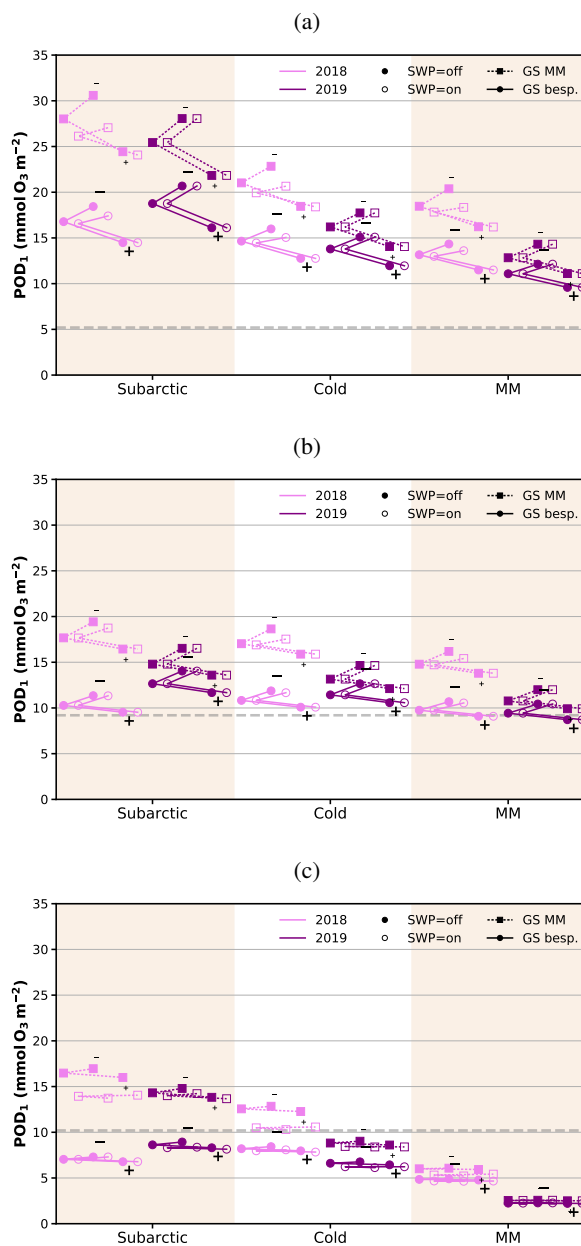 (a)
35
30
25
20
15
10
5
0
POD₁ (mmol O₃ m⁻²)
2018 SWP=off GS MM
2019 SWP=on GS besp.
Subarctic Cold MM
(b)
35
30
25
20
15
10
5
0
POD₁ (mmol O₃ m⁻²)
2018 SWP=off GS MM
2019 SWP=on GS besp.
Subarctic Cold MM
(c)
35
30
25
20
15
10
5
0
POD₁ (mmol O₃ m⁻²)
2018 SWP=off GS MM
2019 SWP=on GS besp.
Subarctic Cold MM